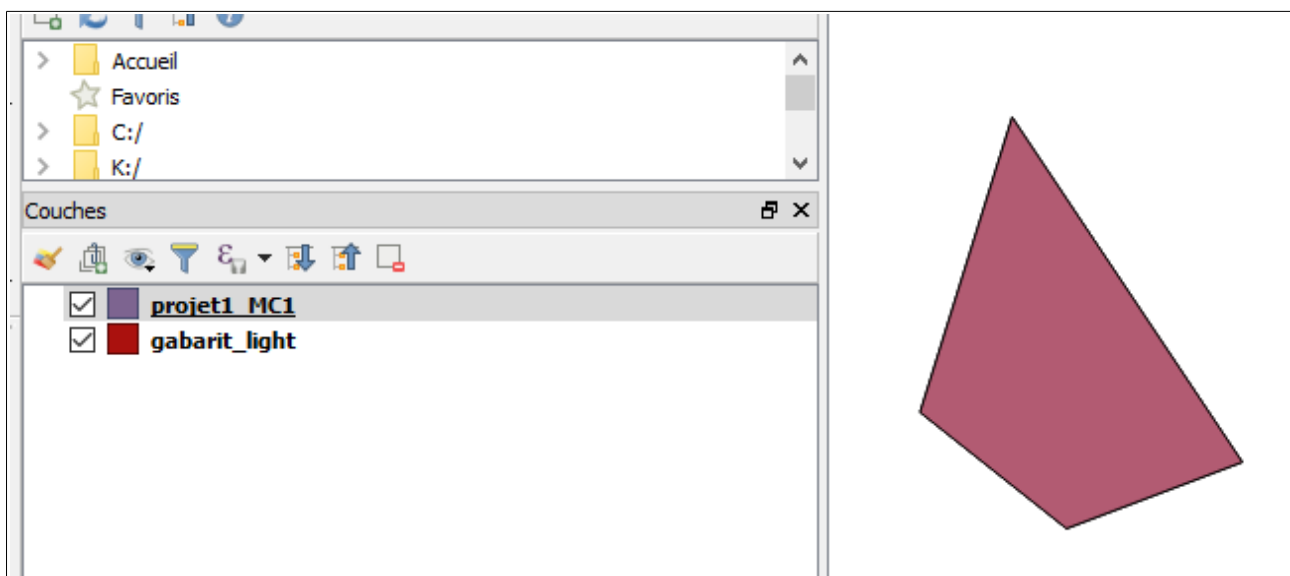 Accueil
Favoris
C:/
K:/
Couches
projet1_MC1
gabarit_light